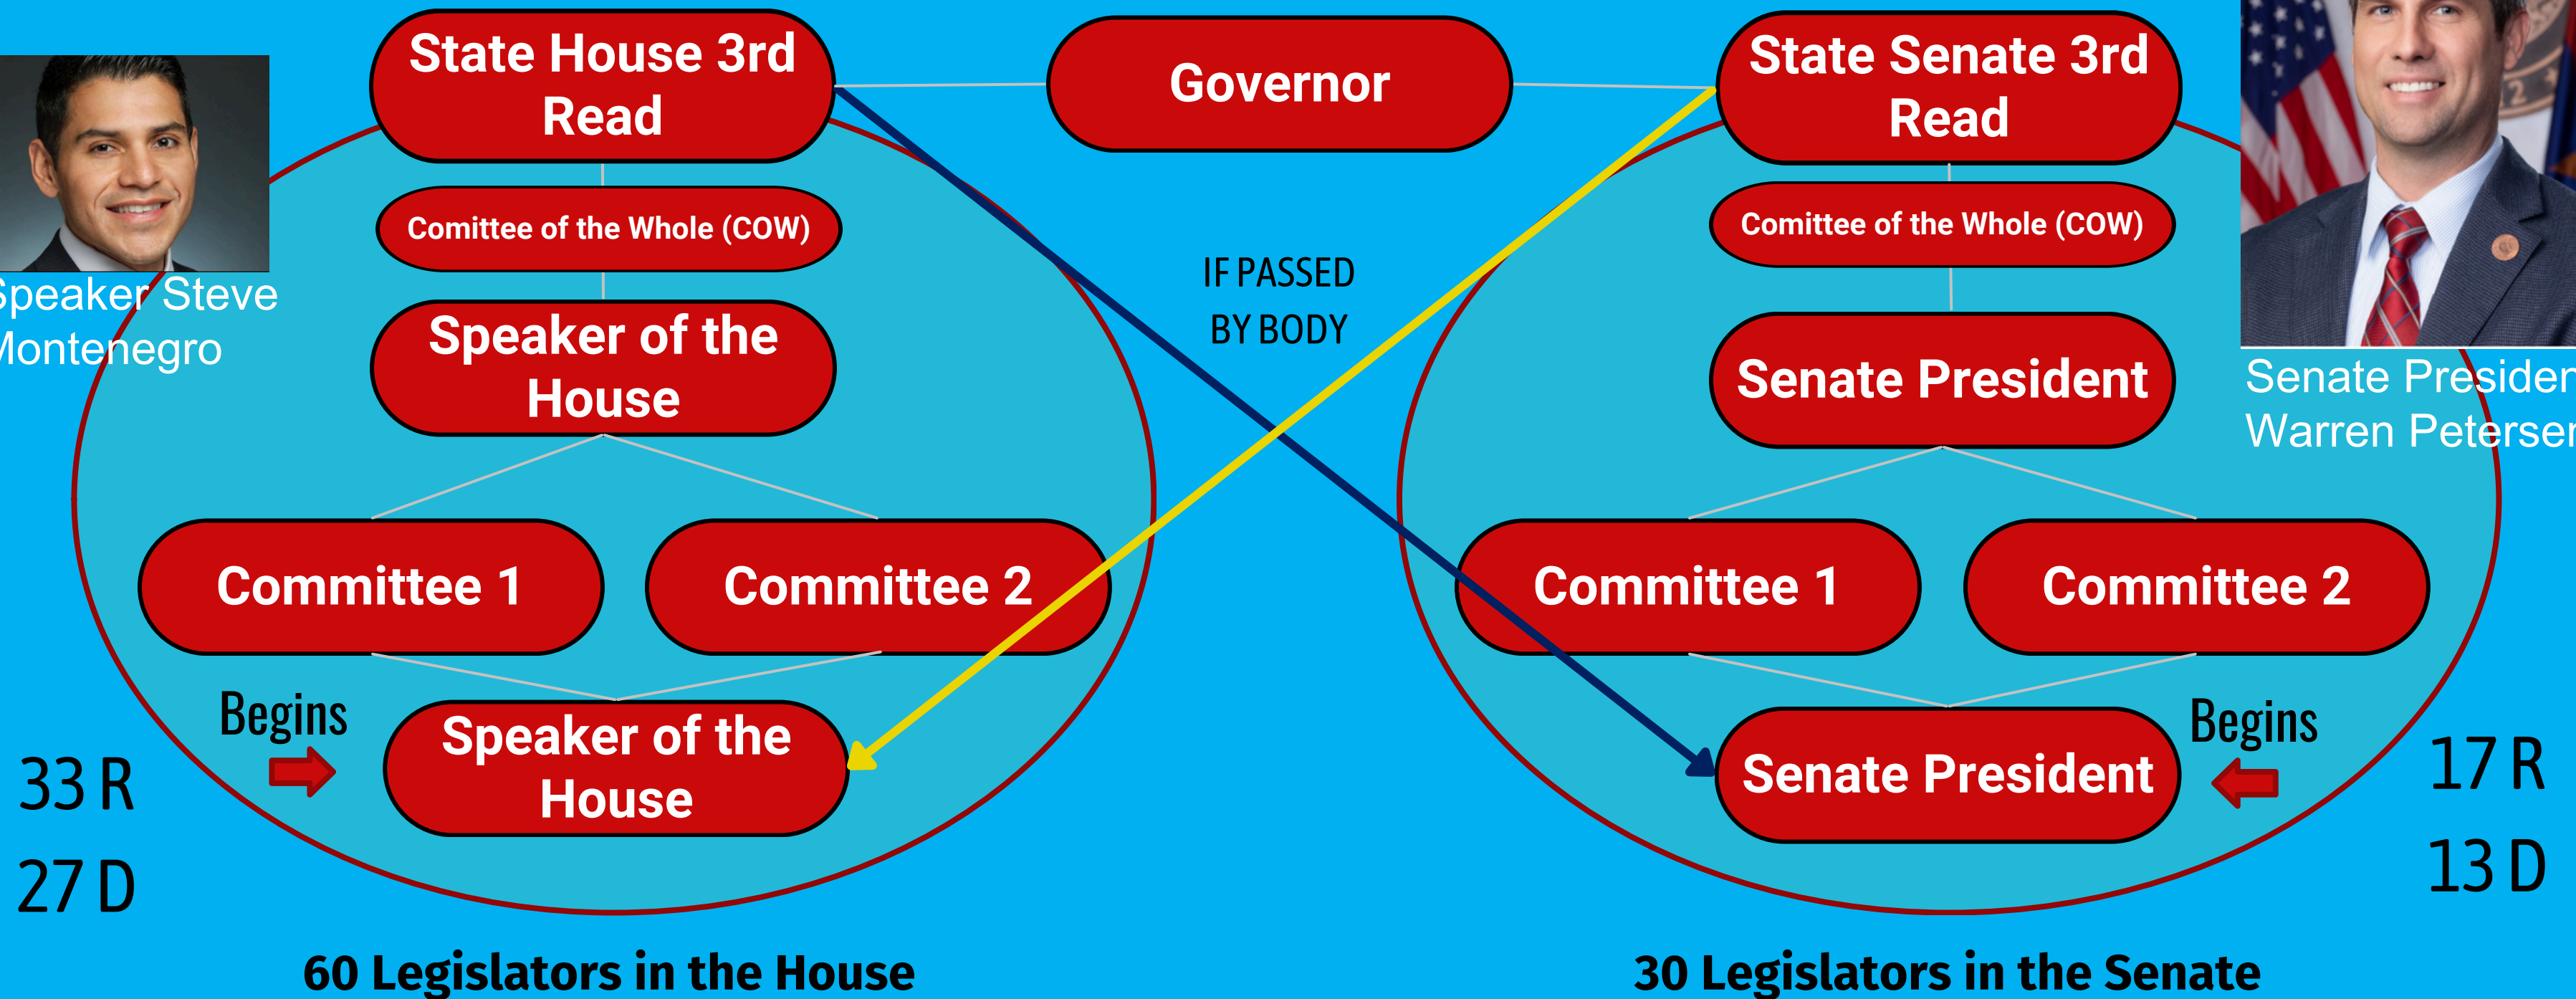 State House 3rd
Read
Governor
State Senate 3rd
Read
Comittee of the Whole (COW)
Comittee of the Whole (COW)
Speaker Steve
Montenegro
IF PASSED
BY BODY
Speaker of the
House
Senate President
Senate President
Warren Petersen
Committee 1
Committee 2
Committee 1
Committee 2
Begins
Speaker of the
House
Begins
Senate President
33 R
27 D
17 R
13 D
60 Legislators in the House
30 Legislators in the Senate